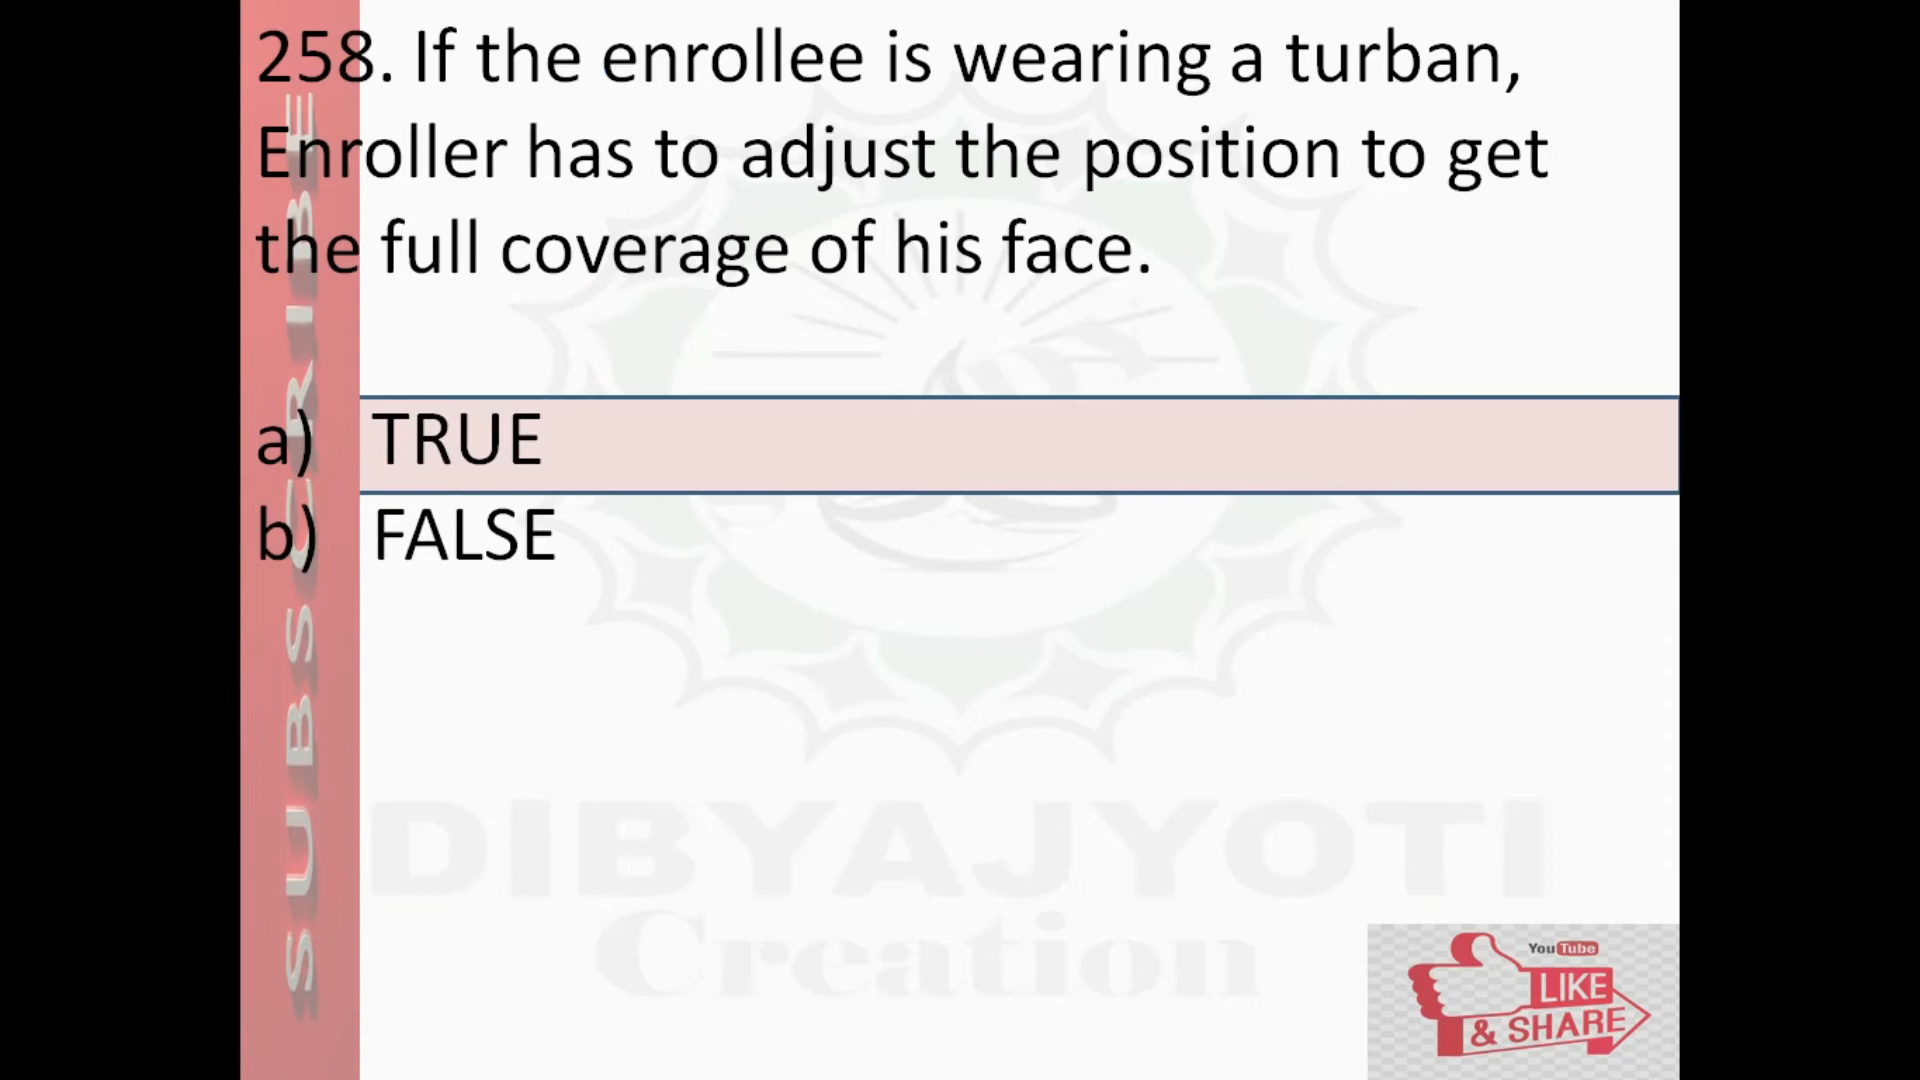 258. If the enrollee is wearing a turban,
Enroller has to adjust the position to get
the full coverage of his face.
a) TRUE
b) FALSE
SUBSCRIBE
DIBYAJYOTI
Creation
YouTube
LIKE
& SHARE